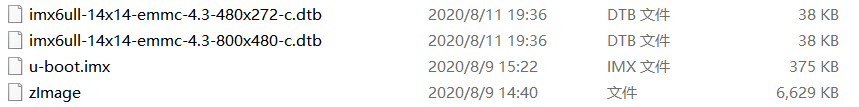 imx6ull-14x14-emmc-4.3-480x272-c.dtb 2020/8/11 19:36 DTB 文件 38 KB
imx6ull-14x14-emmc-4.3-800x480-c.dtb 2020/8/11 19:36 DTB 文件 38 KB
u-boot.imx 2020/8/9 15:22 IMX 文件 375 KB
zImage 2020/8/9 14:40 文件 6,629 KB